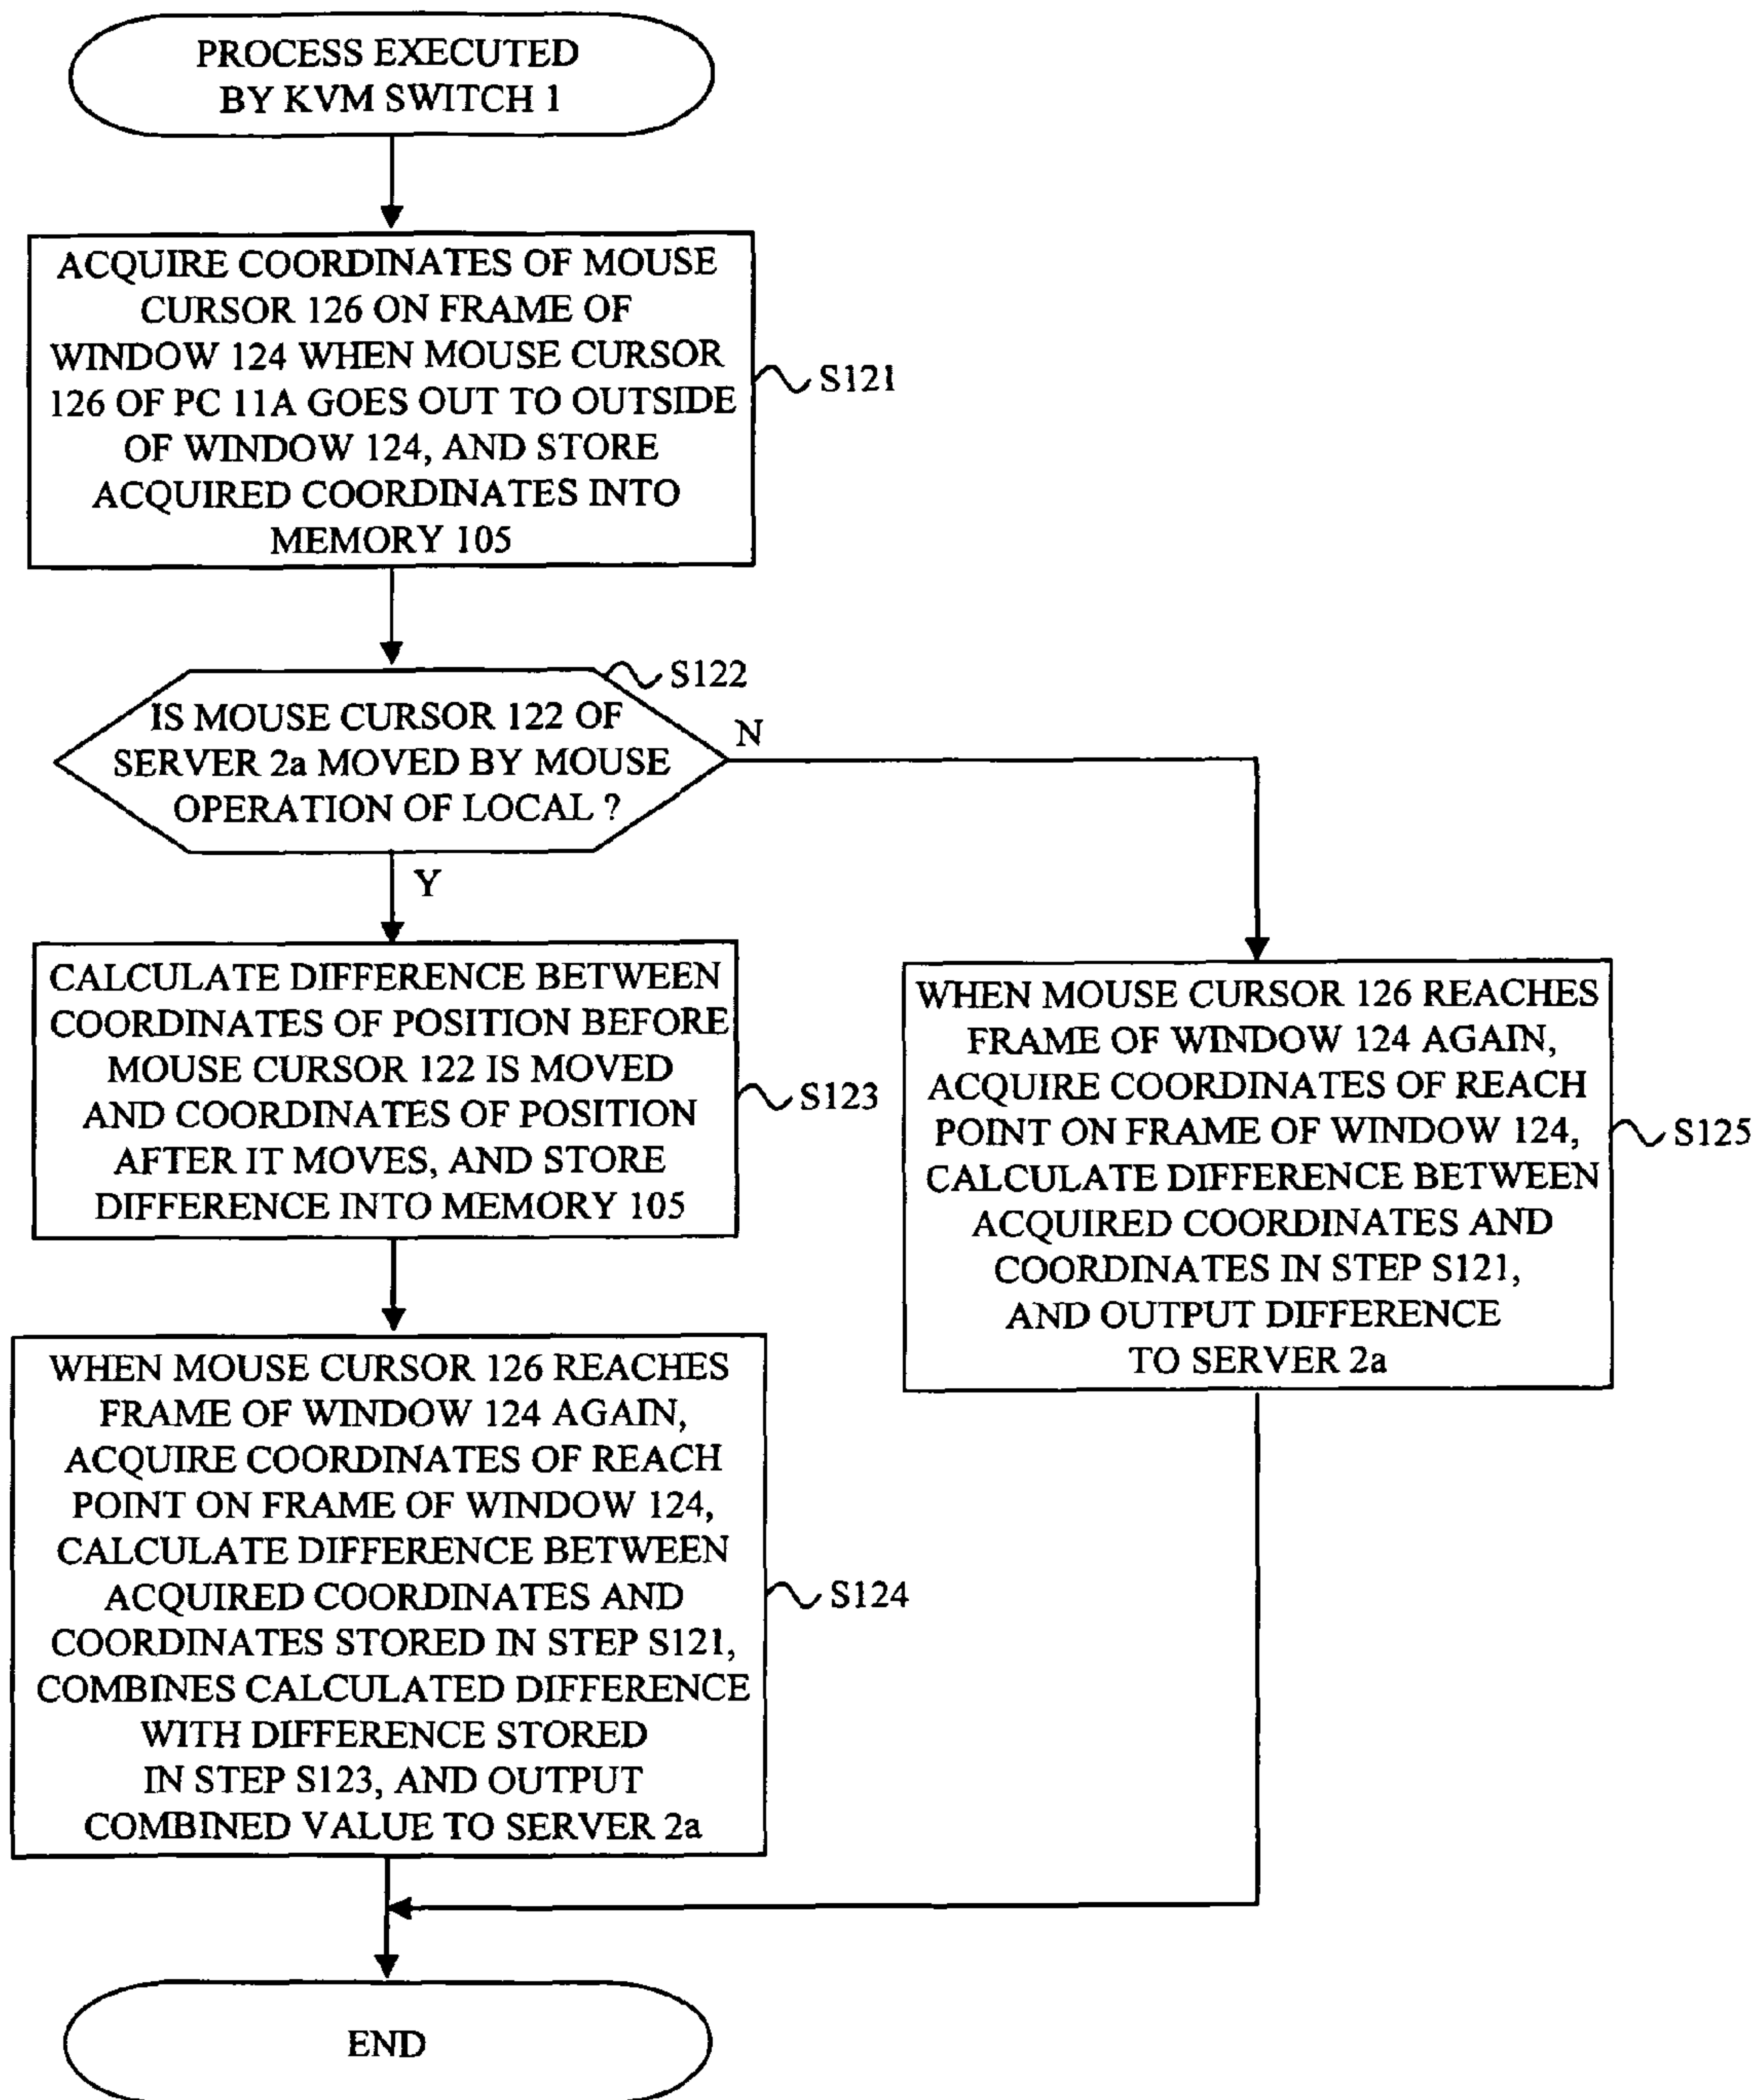 PROCESS EXECUTED
BY KVM SWITCH 1
ACQUIRE COORDINATES OF MOUSE
CURSOR 126 ON FRAME OF
WINDOW 124 WHEN MOUSE CURSOR
126 OF PC 11A GOES OUT TO OUTSIDE
OF WINDOW 124, AND STORE
ACQUIRED COORDINATES INTO
MEMORY 105
S121
S122
IS MOUSE CURSOR 122 OF
SERVER 2a MOVED BY MOUSE
OPERATION OF LOCAL ?
N
Y
CALCULATE DIFFERENCE BETWEEN
COORDINATES OF POSITION BEFORE
MOUSE CURSOR 122 IS MOVED
AND COORDINATES OF POSITION
AFTER IT MOVES, AND STORE
DIFFERENCE INTO MEMORY 105
S123
WHEN MOUSE CURSOR 126 REACHES
FRAME OF WINDOW 124 AGAIN,
ACQUIRE COORDINATES OF REACH
POINT ON FRAME OF WINDOW 124,
CALCULATE DIFFERENCE BETWEEN
ACQUIRED COORDINATES AND
COORDINATES IN STEP S121,
AND OUTPUT DIFFERENCE
TO SERVER 2a
S125
WHEN MOUSE CURSOR 126 REACHES
FRAME OF WINDOW 124 AGAIN,
ACQUIRE COORDINATES OF REACH
POINT ON FRAME OF WINDOW 124,
CALCULATE DIFFERENCE BETWEEN
ACQUIRED COORDINATES AND
COORDINATES STORED IN STEP S121,
COMBINES CALCULATED DIFFERENCE
WITH DIFFERENCE STORED
IN STEP S123, AND OUTPUT
COMBINED VALUE TO SERVER 2a
S124
END